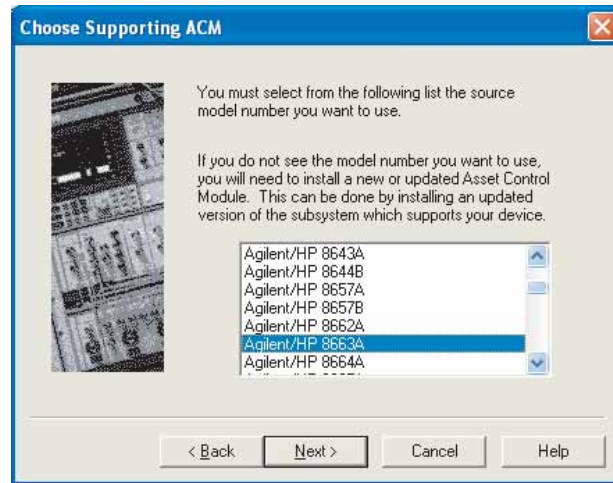 Choose Supporting ACM
You must select from the following list the source
model number you want to use.
If you do not see the model number you want to use,
you will need to install a new or updated Asset Control
Module. This can be done by installing an updated
version of the subsystem which supports your device.
Agilent/HP 8643A
Agilent/HP 8644B
Agilent/HP 8657A
Agilent/HP 8657B
Agilent/HP 8662A
Agilent/HP 8663A
Agilent/HP 8664A
< Back
Next >
Cancel
Help